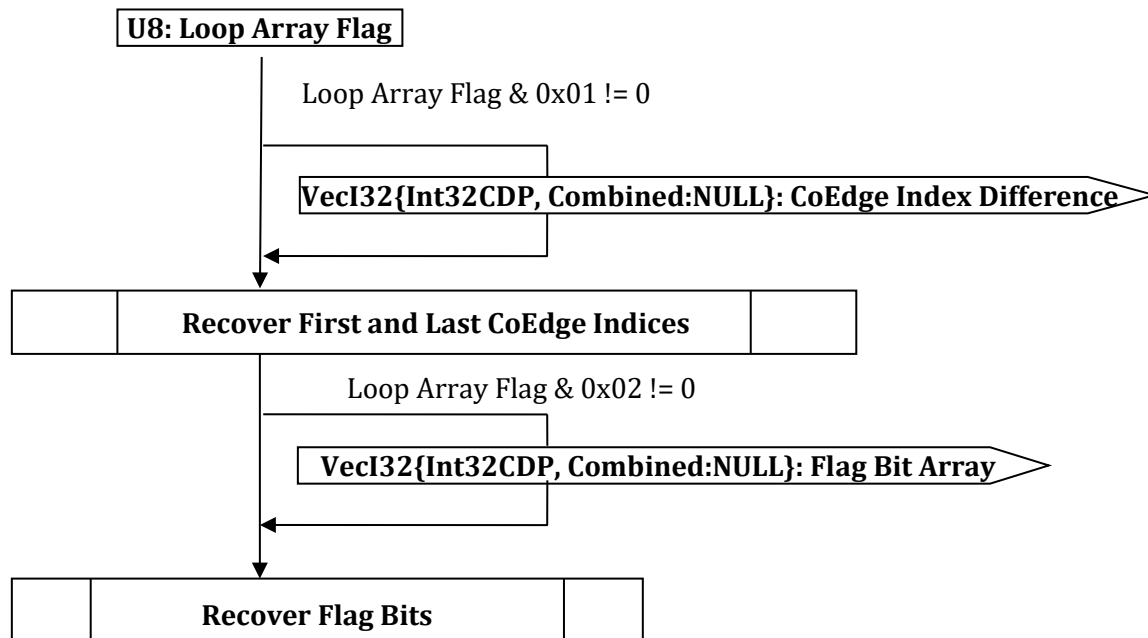 U8: Loop Array Flag
Loop Array Flag & 0x01 != 0
VecI32{Int32CDP, Combined:NULL}: CoEdge Index Difference
Recover First and Last CoEdge Indices
Loop Array Flag & 0x02 != 0
VecI32{Int32CDP, Combined:NULL}: Flag Bit Array
Recover Flag Bits